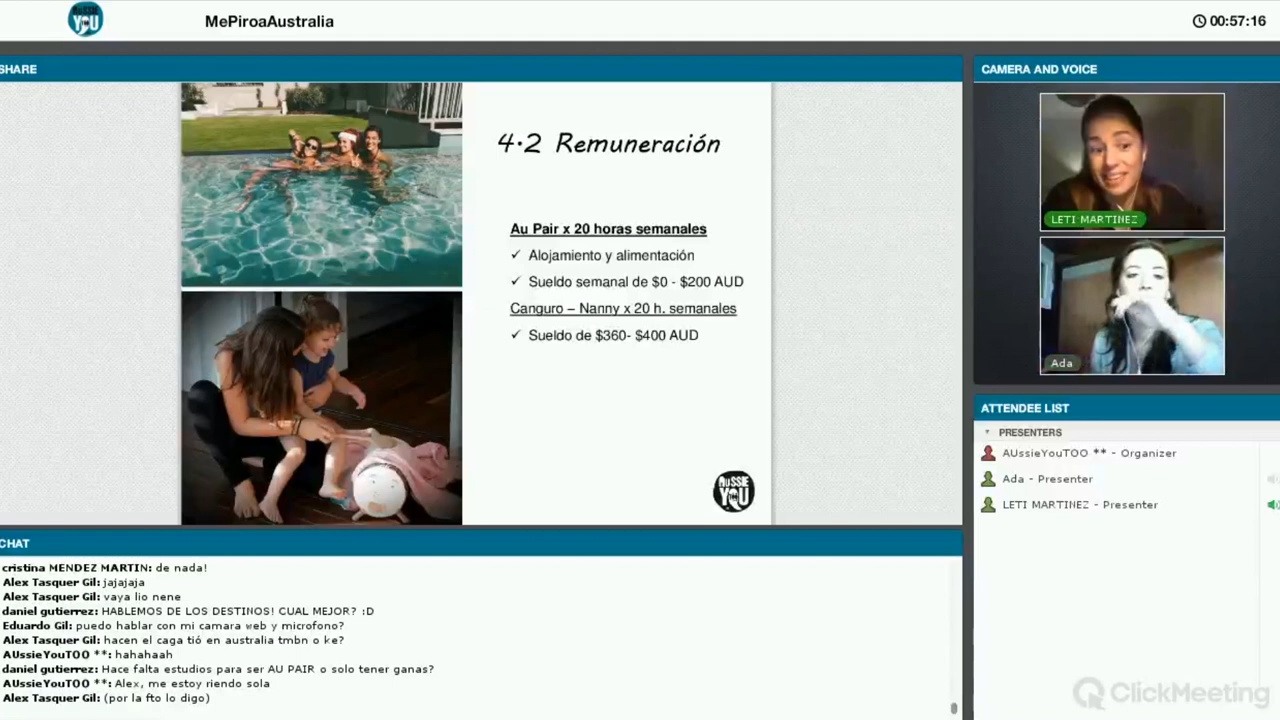 AUSSIE
YOU
MePiroaAustralia
00:57:16
SHARE
4.2 Remuneración
Au Pair x 20 horas semanales
✓ Alojamiento y alimentación
✓ Sueldo semanal de $0 - $200 AUD
Canguro – Nanny x 20 h. semanales
✓ Sueldo de $360- $400 AUD
AUSSIE
YOU
CAMERA AND VOICE
LETI MARTINEZ
Ada
ATTENDEE LIST
PRESENTERS
AUssieYouTOO ** - Organizer
Ada - Presenter
LETI MARTINEZ - Presenter
CHAT
cristina MENDEZ MARTIN: de nada!
Alex Tasquer Gil: jajajaja
Alex Tasquer Gil: vaya lio nene
daniel gutierrez: HABLEMOS DE LOS DESTINOS! CUAL MEJOR? :D
Eduardo Gil: puedo hablar con mi camara web y microfono?
Alex Tasquer Gil: hacen el caga tió en australia tmbn o ke?
AUssieYouTOO **: hahahaah
daniel gutierrez: Hace falta estudios para ser AU PAIR o solo tener ganas?
AUssieYouTOO **: Alex, me estoy riendo sola
Alex Tasquer Gil: (por la fto lo digo)
ClickMeeting